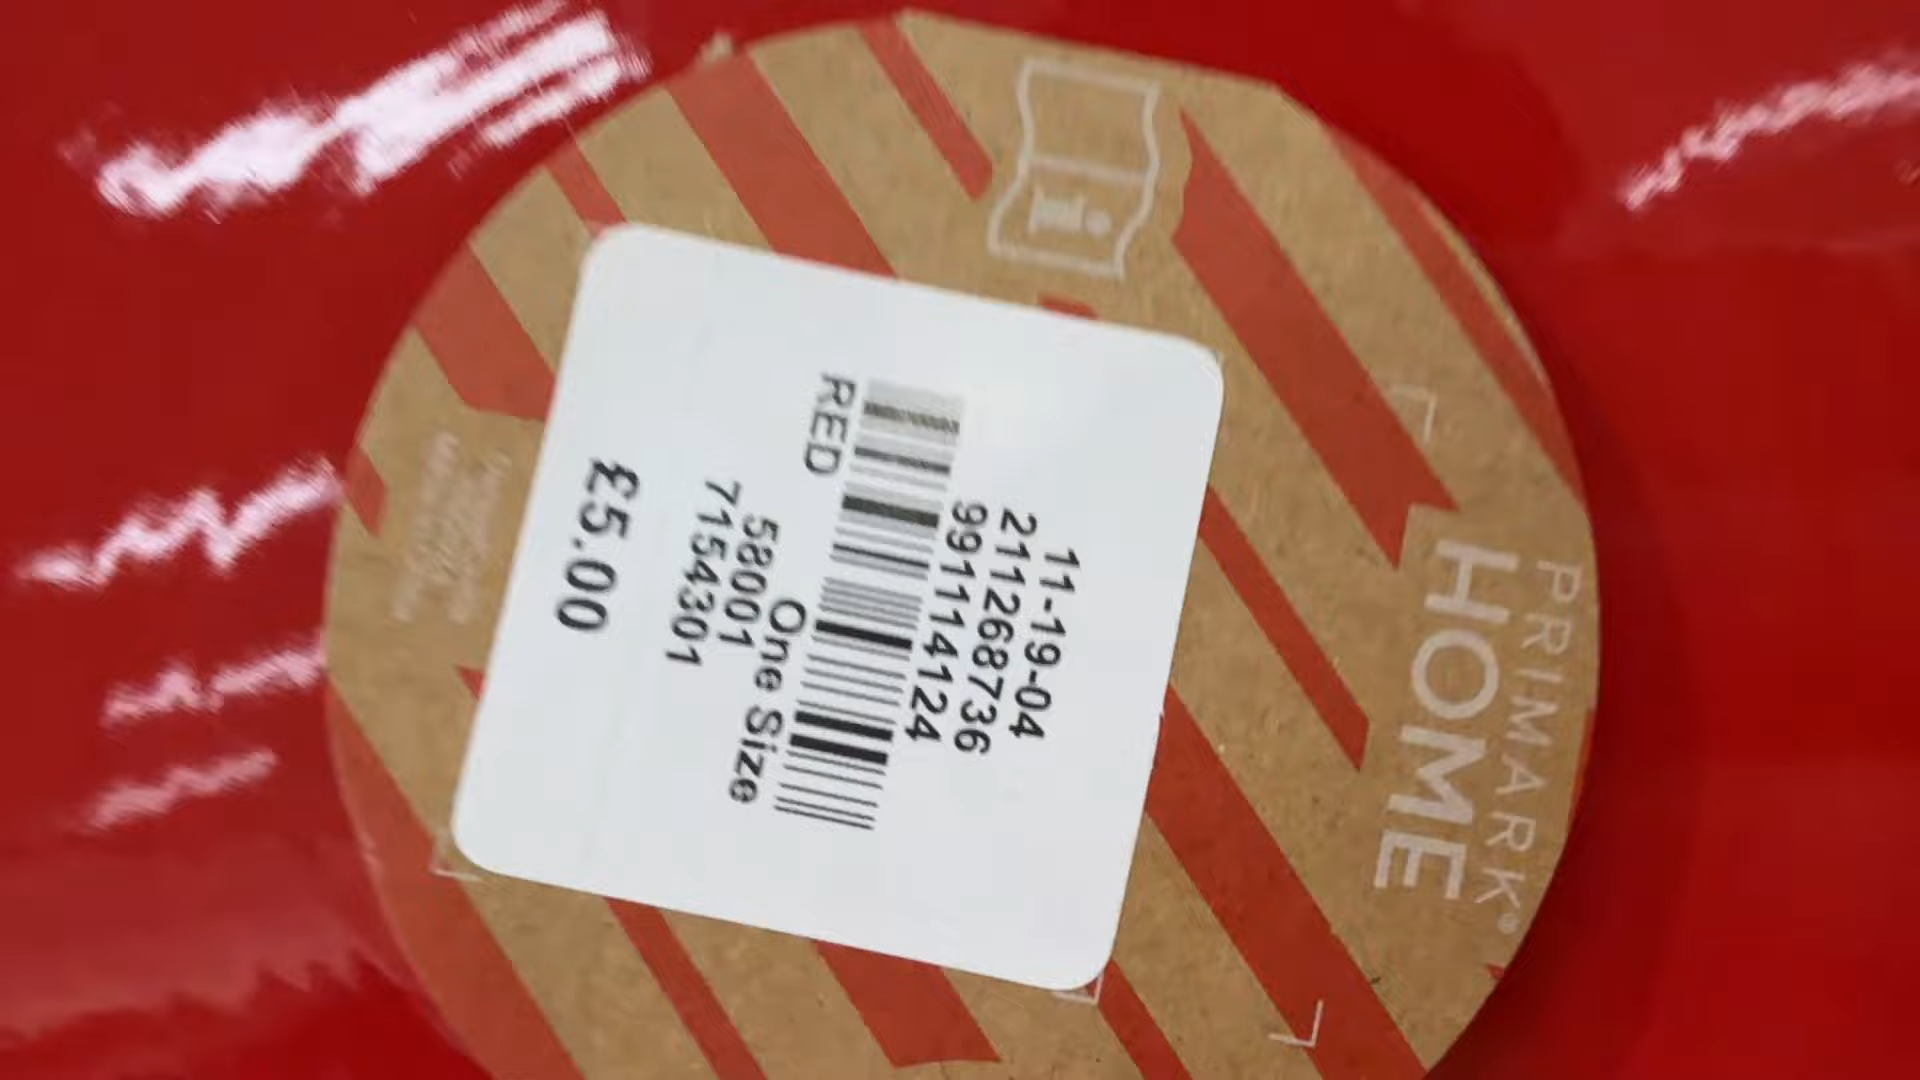 PRIMARK®
HOME
i
11-19-04
211268736
991114124
RED
One Size
58001
7154301
£5.00